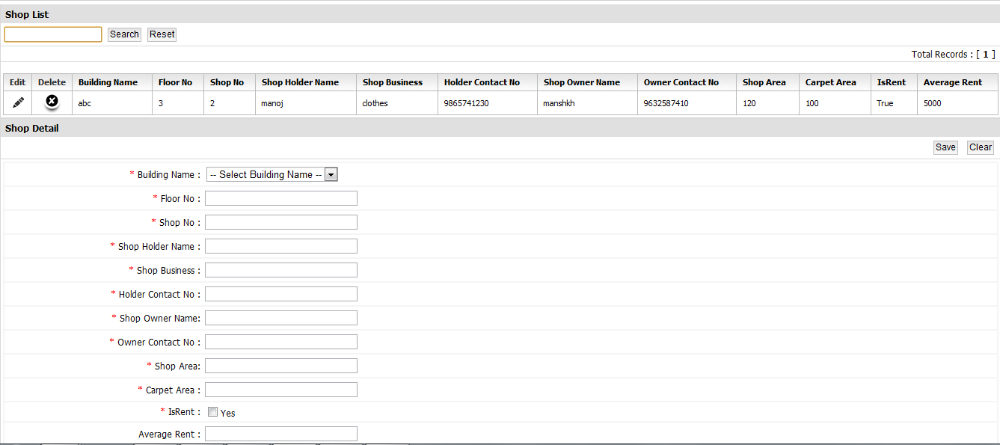 Shop List
Search Reset
Total Records : [ 1 ]
Edit Delete Building Name Floor No Shop No Shop Holder Name Shop Business Holder Contact No Shop Owner Name Owner Contact No Shop Area Carpet Area IsRent Average Rent
abc 3 2 manoj clothes 9865741230 manshkh 9632587410 120 100 True 5000
Shop Detail
Save Clear
* Building Name : -- Select Building Name --
* Floor No :
* Shop No :
* Shop Holder Name :
* Shop Business :
* Holder Contact No :
* Shop Owner Name:
* Owner Contact No :
* Shop Area:
* Carpet Area :
* IsRent : Yes
Average Rent :